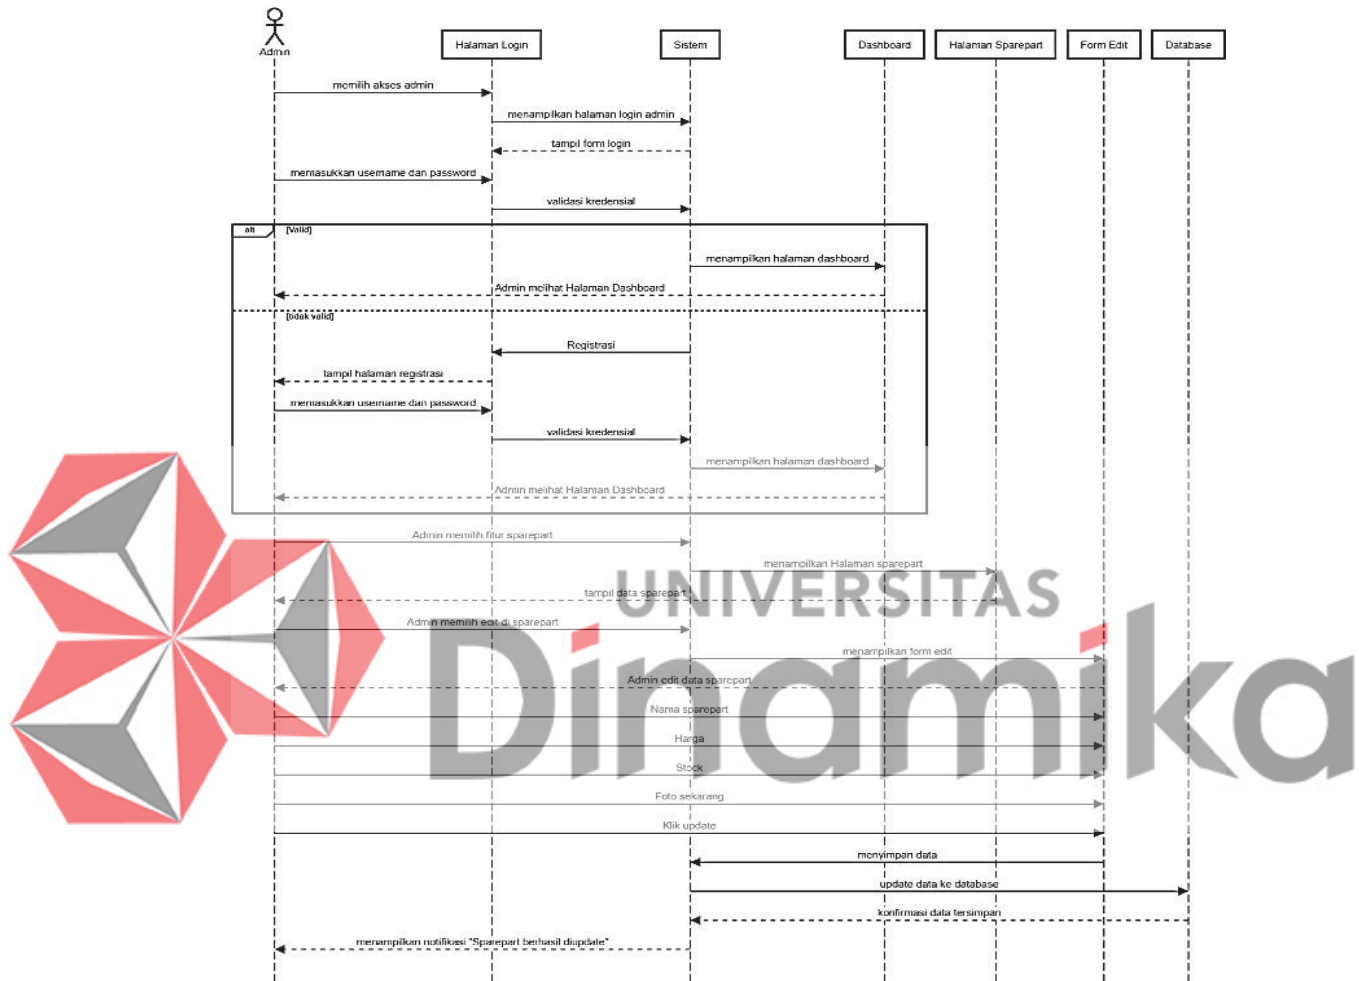 Admin
Halaman Login
Sistem
Dashboard
Halaman Sparepart
Form Edit
Database
memilih akses admin
menampilkan halaman login admin
tampil form login
memasukkan username dan password
validasi kredensial
alt
[Valid]
menampilkan halaman dashboard
Admin melihat Halaman Dashboard
[tidak valid]
Registrasi
tampil halaman registrasi
memasukkan username dan password
validasi kredensial
menampilkan halaman dashboard
Admin melihat Halaman Dashboard
Admin memilih fitur sparepart
menampilkan Halaman sparepart
UNIVERSITAS
tampil data sparepart
Admin memilih edit di sparepart
Dinamika
menampilkan form edit
Admin edit data sparepart
Nama sparepart
Harga
Stock
Foto sekarang
Klik update
menyimpan data
update data ke database
konfirmasi data tersimpan
menampilkan notifikasi "Sparepart berhasil diupdate"